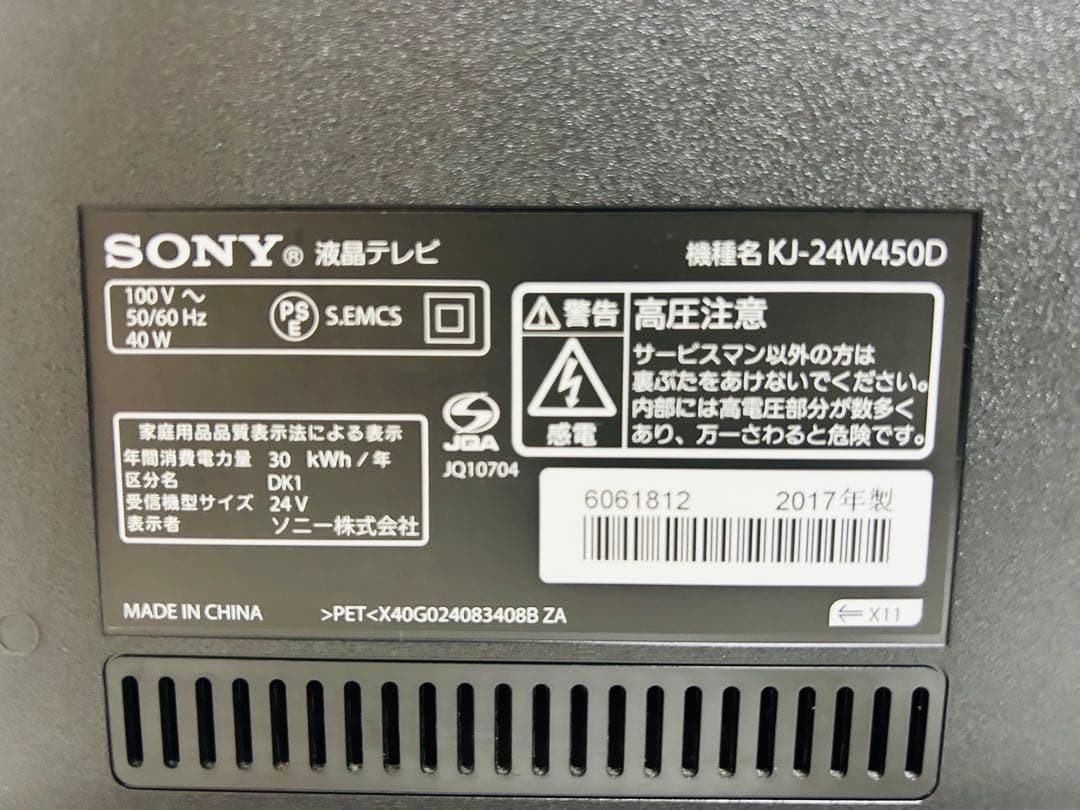 SONY® 液晶テレビ
機種名 KJ-24W450D
100 V ～
50/60 Hz
40 W
PSE
S.EMCS
警告
感電
高圧注意
サービスマン以外の方は
裏ぶたをあけないでください。
内部には高電圧部分が数多く
あり、万一さわると危険です。
家庭用品品質表示法による表示
年間消費電力量 30 kWh/年
区分名 DK1
受信機型サイズ 24 V
表示者 ソニー株式会社
JQA
JQ10704
6061812 2017年製
MADE IN CHINA
>PET<X40G024083408B ZA
⇐ X11